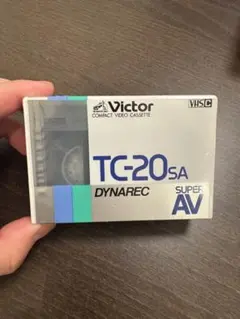 Victor
COMPACT VIDEO CASSETTE
VHS C
TC-20SA
DYNAREC
SUPER
AV